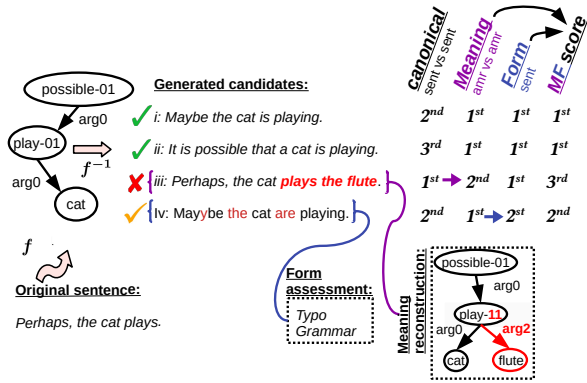 canonical
sent vs sent
Meaning
amr vs amr
Form
sent
MF score
possible-01
arg0
play-01
arg0
cat
f⁻¹
Generated candidates:
i: Maybe the cat is playing.
2nd 1st 1st 1st
ii: It is possible that a cat is playing.
3rd 1st 1st 1st
iii: Perhaps, the cat plays the flute.
1st 2nd 1st 3rd
Iv: Mayybe the cat are playing.
2nd 1st 2st 2nd
f
Original sentence:
Perhaps, the cat plays.
Form
assessment:
Typo
Grammar
Meaning
reconstruction:
possible-01
arg0
play-11
arg0
arg2
cat
flute